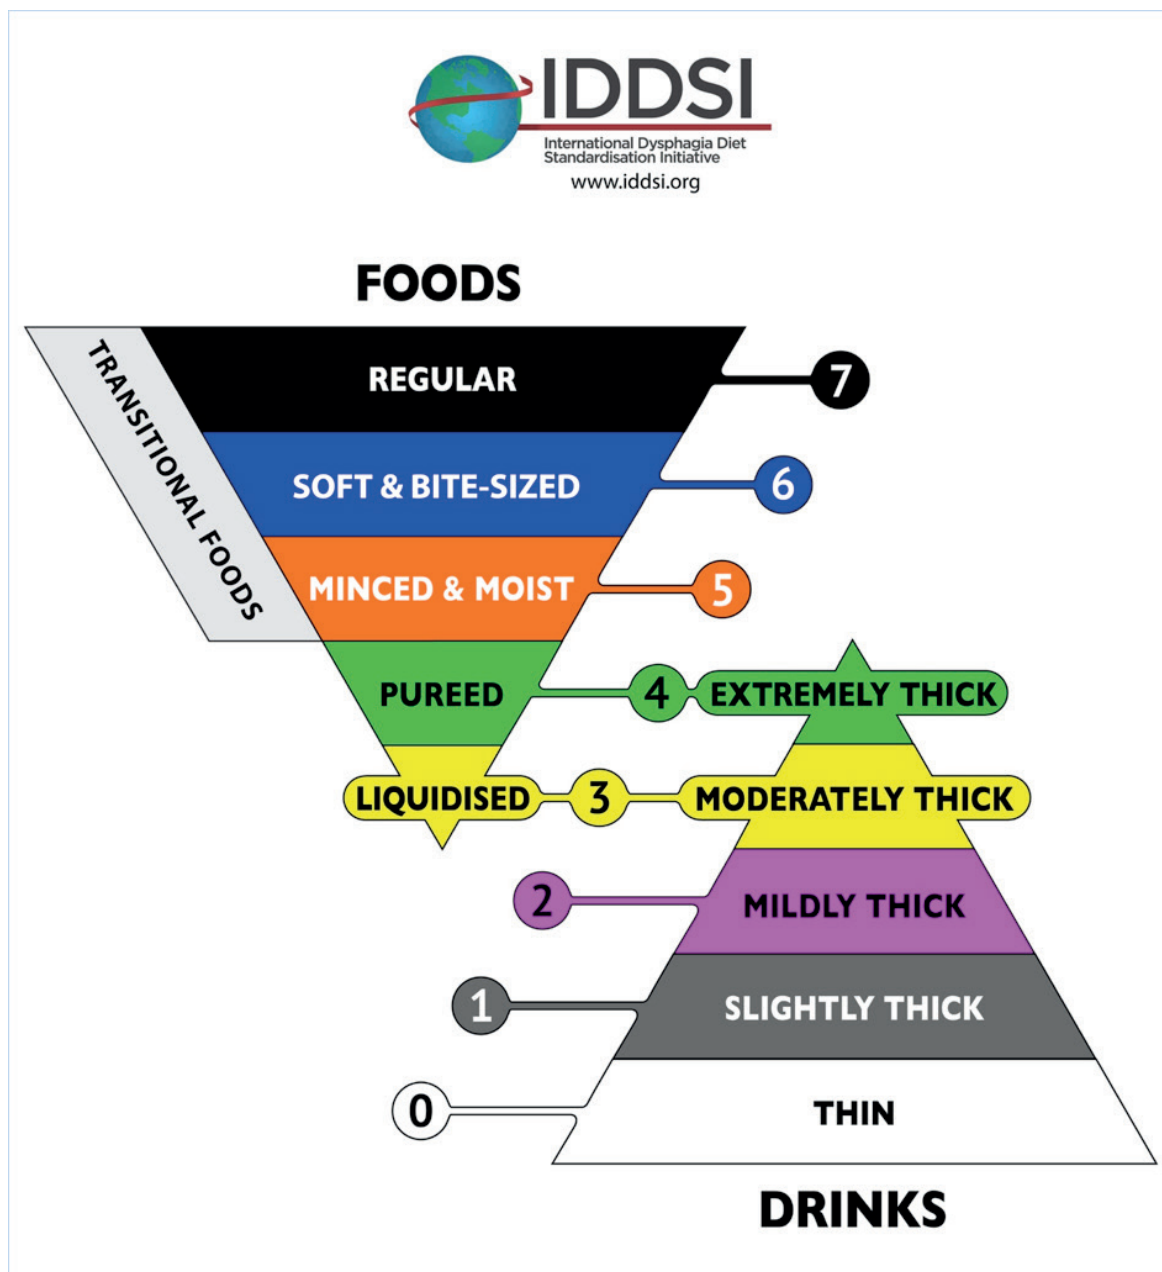 IDDSI
International Dysphagia Diet
Standardisation Initiative
www.iddsi.org
FOODS
TRANSITIONAL FOODS
REGULAR
7
SOFT & BITE-SIZED
6
MINCED & MOIST
5
PUREED
4
EXTREMELY THICK
LIQUIDISED
3
MODERATELY THICK
2
MILDLY THICK
1
SLIGHTLY THICK
0
THIN
DRINKS